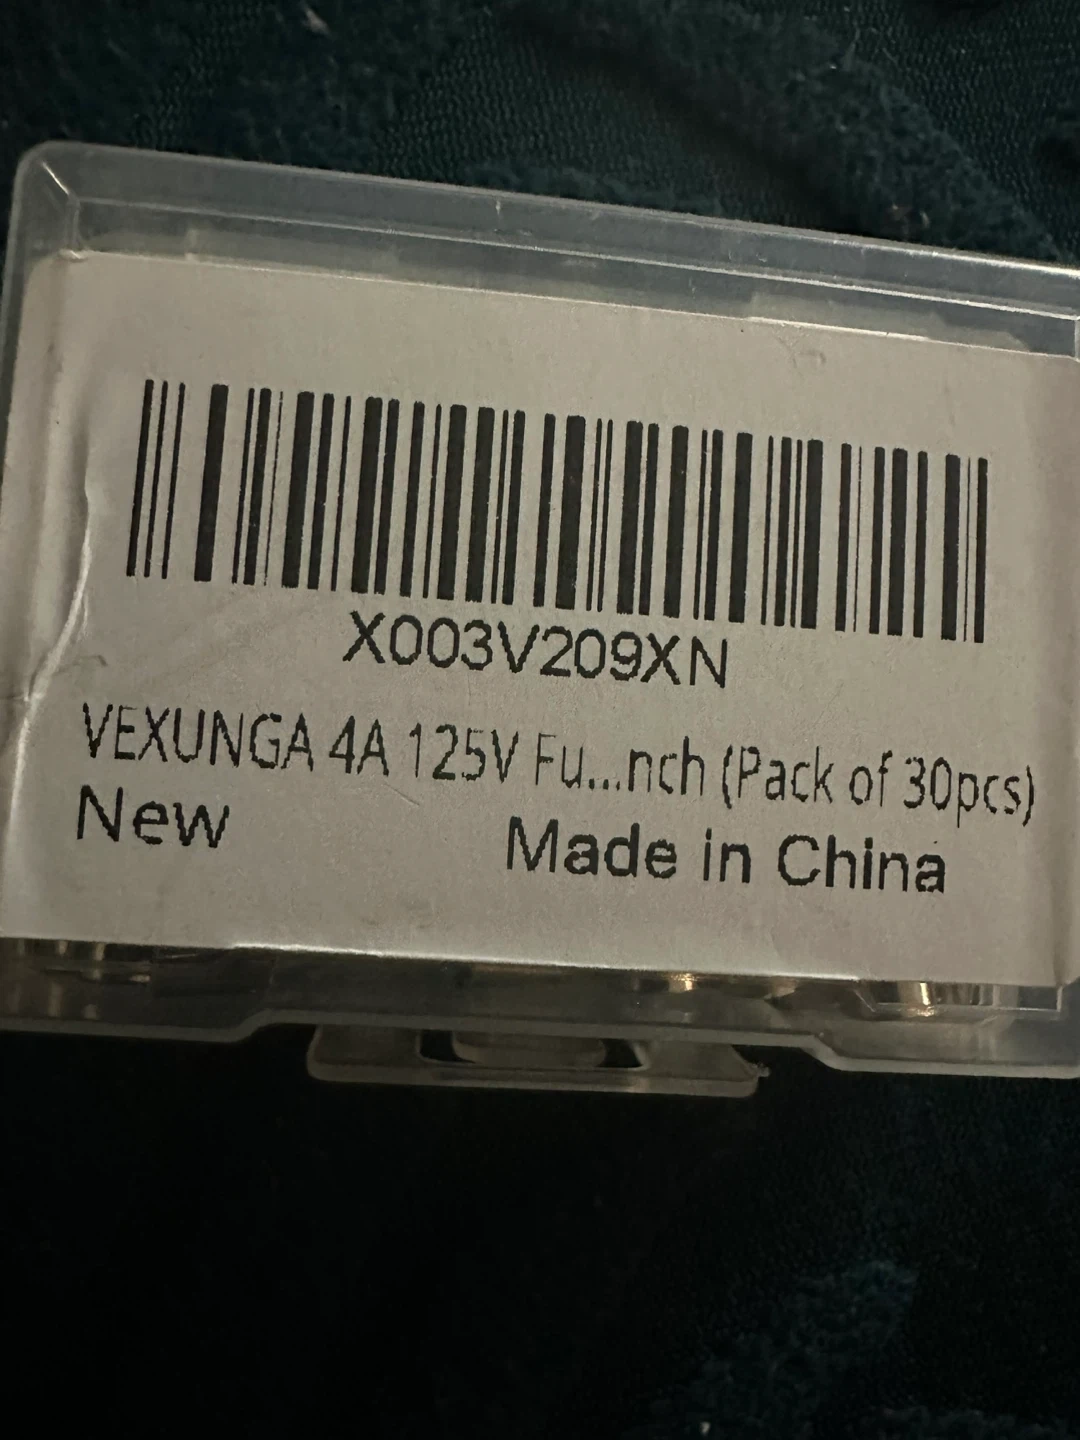 X003V209XN
VEXUNGA 4A 125V Fu...nch (Pack of 30pcs)
New
Made in China